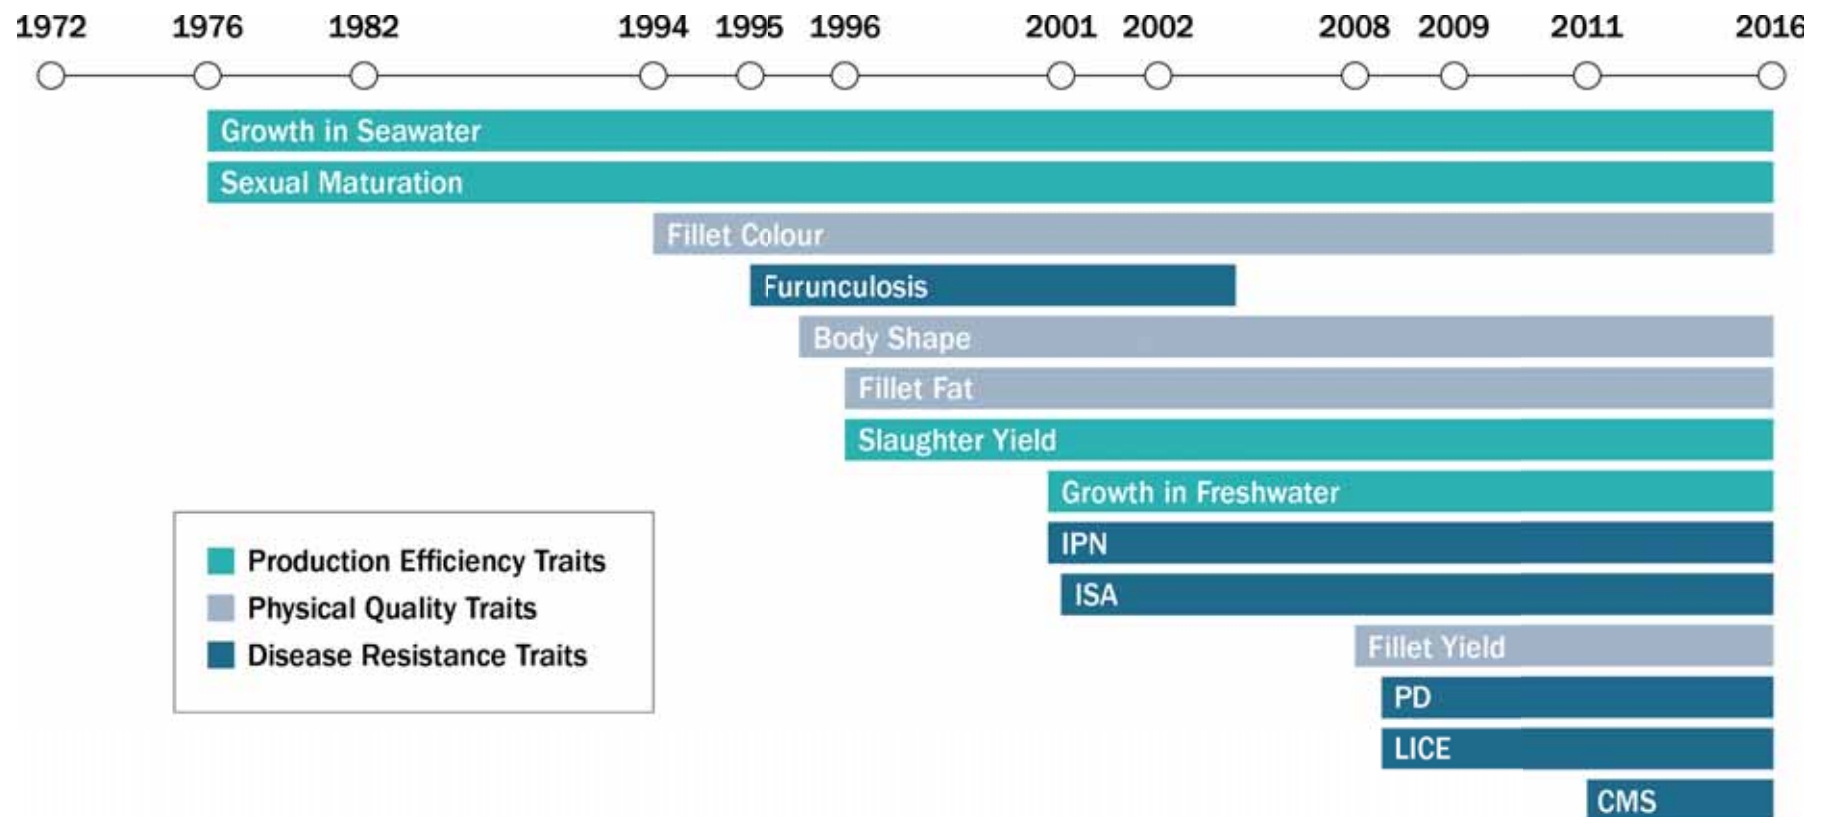 1972 1976 1982 1994 1995 1996 2001 2002 2008 2009 2011 2016
Growth in Seawater
Sexual Maturation
Fillet Colour
Furunculosis
Body Shape
Fillet Fat
Slaughter Yield
Growth in Freshwater
IPN
ISA
Fillet Yield
PD
LICE
CMS
Production Efficiency Traits
Physical Quality Traits
Disease Resistance Traits